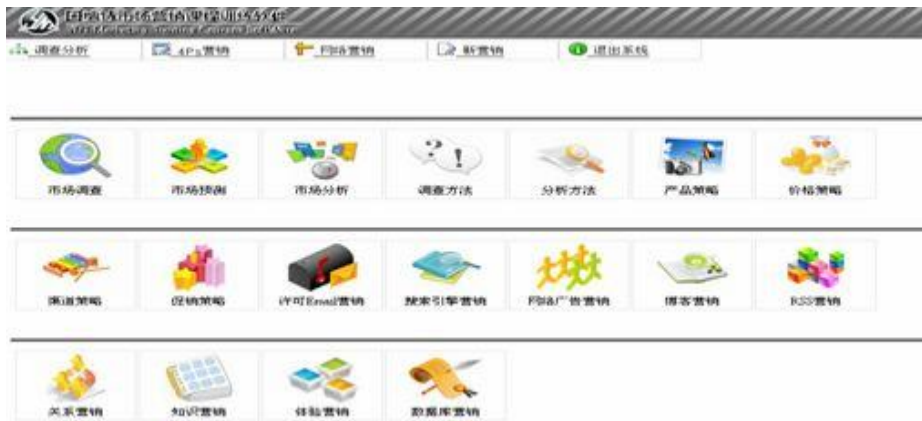 调查分析 4Ps营销 网络营销 新营销 退出系统
市场调查 市场预测 市场分析 调查方法 分析方法 产品策略 价格策略
渠道策略 促销策略 许可Email营销 搜索引擎营销 网络广告营销 博客营销 RSS营销
关系营销 知识营销 体验营销 数据库营销